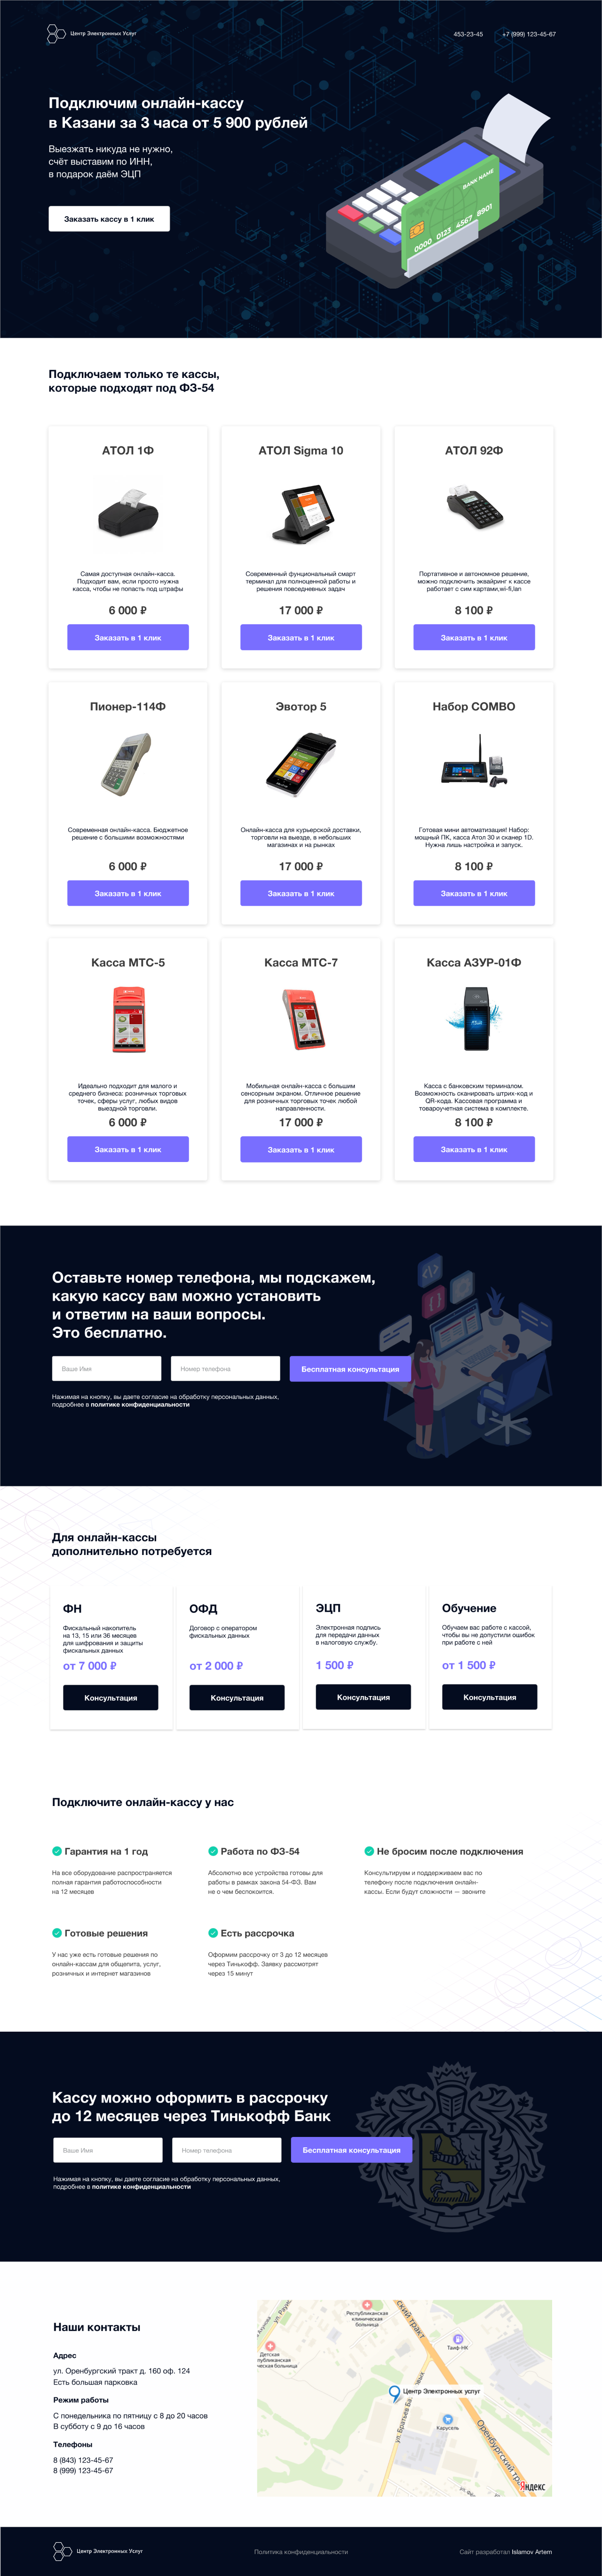 Центр Электронных Услуг
453-23-45
+7 (999) 123-45-67
Подключим онлайн-кассу
в Казани за 3 часа от 5 900 рублей
Выезжать никуда не нужно,
счёт выставим по ИНН,
в подарок даём ЭЦП
Заказать кассу в 1 клик
BANK NAME
0000 0123 4567 8901
Подключаем только те кассы,
которые подходят под ФЗ-54
АТОЛ 1Ф
Самая доступная онлайн-касса.
Подходит вам, если просто нужна
касса, чтобы не попасть под штрафы
6 000 ₽
Заказать в 1 клик
АТОЛ Sigma 10
Современный фунциональный смарт
терминал для полноценной работы и
решения повседневных задач
17 000 ₽
Заказать в 1 клик
АТОЛ 92Ф
Портативное и автономное решение,
можно подключить эквайринг к кассе
работает с сим картами,wi-fi,lan
8 100 ₽
Заказать в 1 клик
Пионер-114Ф
Современная онлайн-касса. Бюджетное
решение с большими возможностями
6 000 ₽
Заказать в 1 клик
Эвотор 5
Онлайн-касса для курьерской доставки,
торговли на выезде, в небольших
магазинах и на рынках
17 000 ₽
Заказать в 1 клик
Набор COMBO
Готовая мини автоматизация! Набор:
мощный ПК, касса Атол 30 и сканер 1D.
Нужна лишь настройка и запуск.
8 100 ₽
Заказать в 1 клик
Касса МТС-5
Идеально подходит для малого и
среднего бизнеса: розничных торговых
точек, сферы услуг, любых видов
выездной торговли.
6 000 ₽
Заказать в 1 клик
Касса МТС-7
Мобильная онлайн-касса с большим
сенсорным экраном. Отличное решение
для розничных торговых точек любой
направленности.
17 000 ₽
Заказать в 1 клик
Касса АЗУР-01Ф
Касса с банковским терминалом.
Возможность сканировать штрих-код и
QR-кода. Кассовая программа и
товароучетная система в комплекте.
8 100 ₽
Заказать в 1 клик
Оставьте номер телефона, мы подскажем,
какую кассу вам можно установить
и ответим на ваши вопросы.
Это бесплатно.
Ваше Имя
Номер телефона
Бесплатная консультация
Нажимая на кнопку, вы даете согласие на обработку персональных данных,
подробнее в политике конфиденциальности
Для онлайн-кассы
дополнительно потребуется
ФН
Фискальный накопитель
на 13, 15 или 36 месяцев
для шифрования и защиты
фискальных данных
от 7 000 ₽
Консультация
ОФД
Договор с оператором
фискальных данных
от 2 000 ₽
Консультация
ЭЦП
Электронная подпись
для передачи данных
в налоговую службу.
1 500 ₽
Консультация
Обучение
Обучаем вас работе с кассой,
чтобы вы не допустили ошибок
при работе с ней
от 1 500 ₽
Консультация
Подключите онлайн-кассу у нас
Гарантия на 1 год
На все оборудование распространяется
полная гарантия работоспособности
на 12 месяцев
Работа по ФЗ-54
Абсолютно все устройства готовы для
работы в рамках закона 54-ФЗ. Вам
не о чем беспокоится.
Не бросим после подключения
Консультируем и поддерживаем вас по
телефону после подключения онлайн-
кассы. Если будут сложности — звоните
Готовые решения
У нас уже есть готовые решения по
онлайн-кассам для общепита, услуг,
розничных и интернет магазинов
Есть рассрочка
Оформим рассрочку от 3 до 12 месяцев
через Тинькофф. Заявку рассмотрят
через 15 минут
Кассу можно оформить в рассрочку
до 12 месяцев через Тинькофф Банк
Ваше Имя
Номер телефона
Бесплатная консультация
Нажимая на кнопку, вы даете согласие на обработку персональных данных,
подробнее в политике конфиденциальности
Наши контакты
Адрес
ул. Оренбургский тракт д. 160 оф. 124
Есть большая парковка
Режим работы
С понедельника по пятницу с 8 до 20 часов
В субботу с 9 до 16 часов
Телефоны
8 (843) 123-45-67
8 (999) 123-45-67
Республиканская
клиническая
больница
Детская
Танф-НК
Центр Электронных услуг
Карусель
Яндекс
Центр Электронных Услуг
Политика конфиденциальности
Сайт разработал Islamov Artem